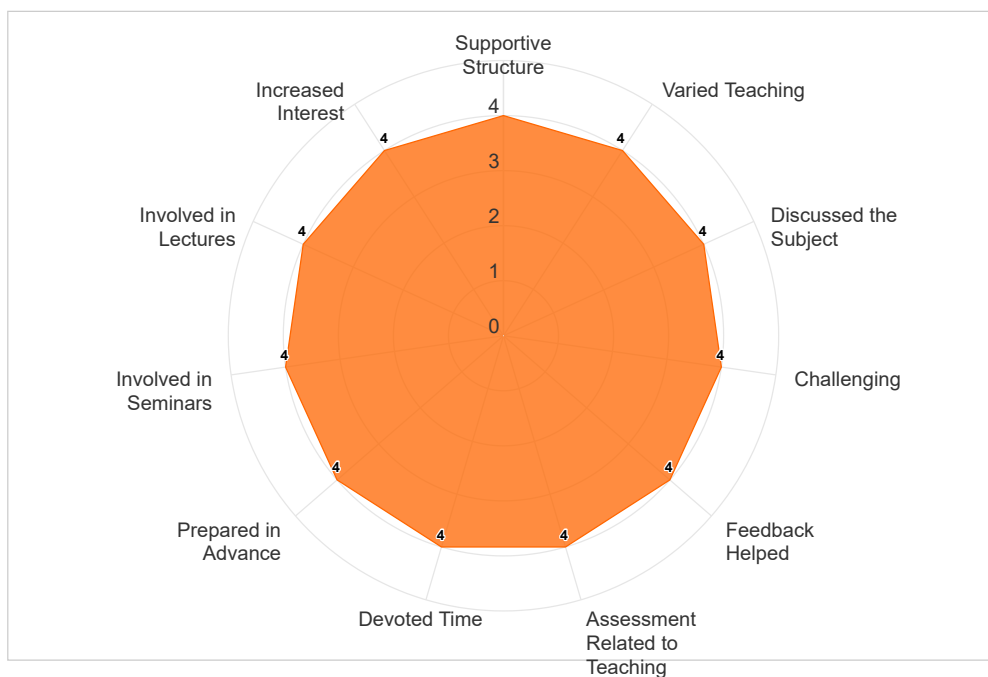 Supportive
Structure
Increased
Interest
Varied Teaching
4
4
4
3
Involved in
Lectures
4
4
Discussed the
Subject
2
1
0
Involved in
Seminars
4
4
Challenging
4
4
Prepared in
Advance
Feedback
Helped
4
4
Devoted Time
Assessment
Related to
Teaching